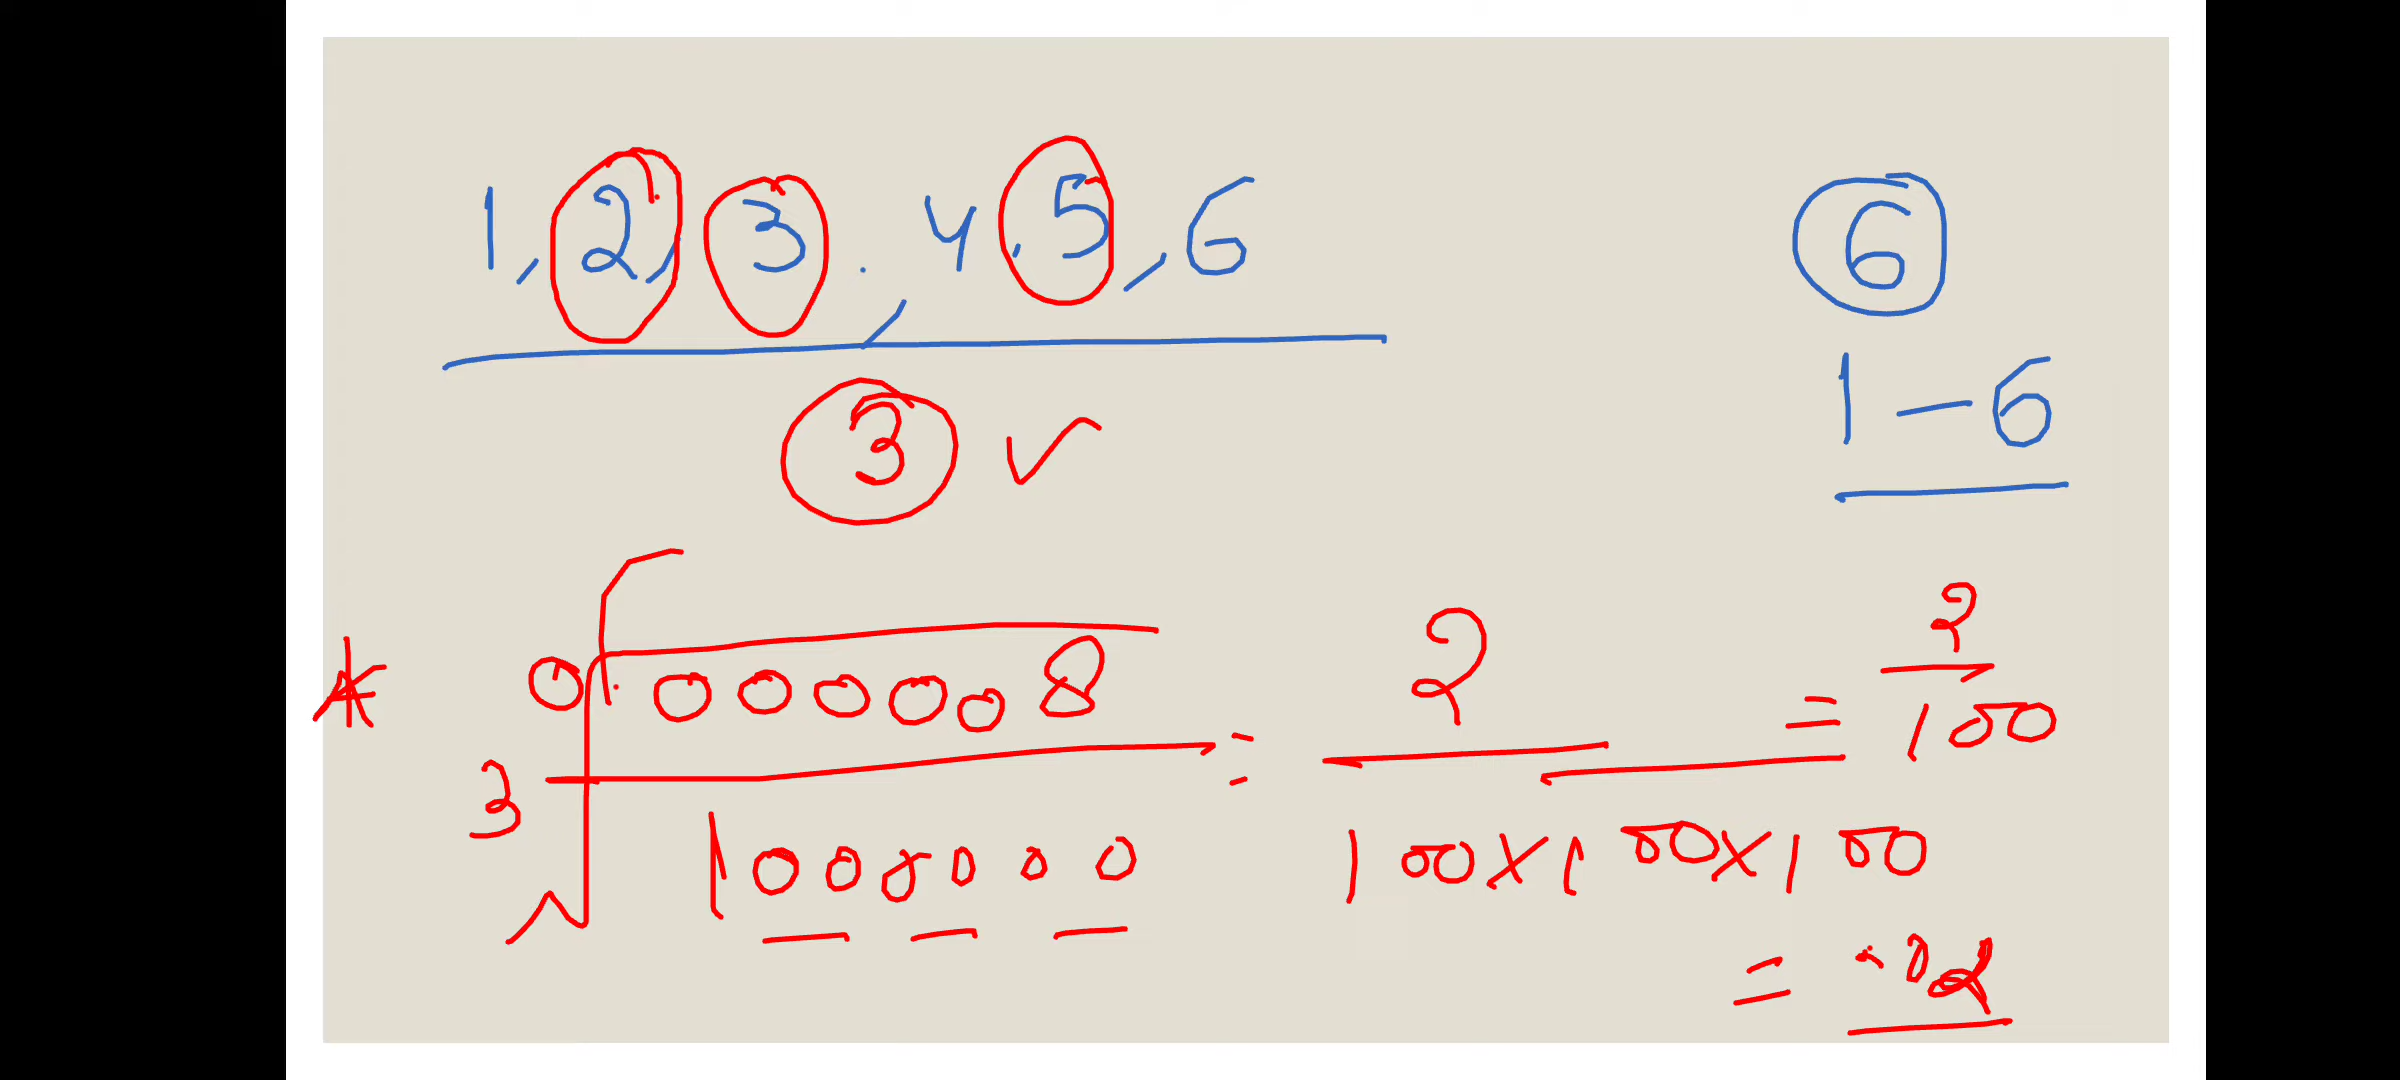 1, 2, 3, 4, 5, 6
6
1 - 6
3 ✓
* 3√0.000008 / 1000000 = 2 / 100×100×100 = 2 / 100
= .02